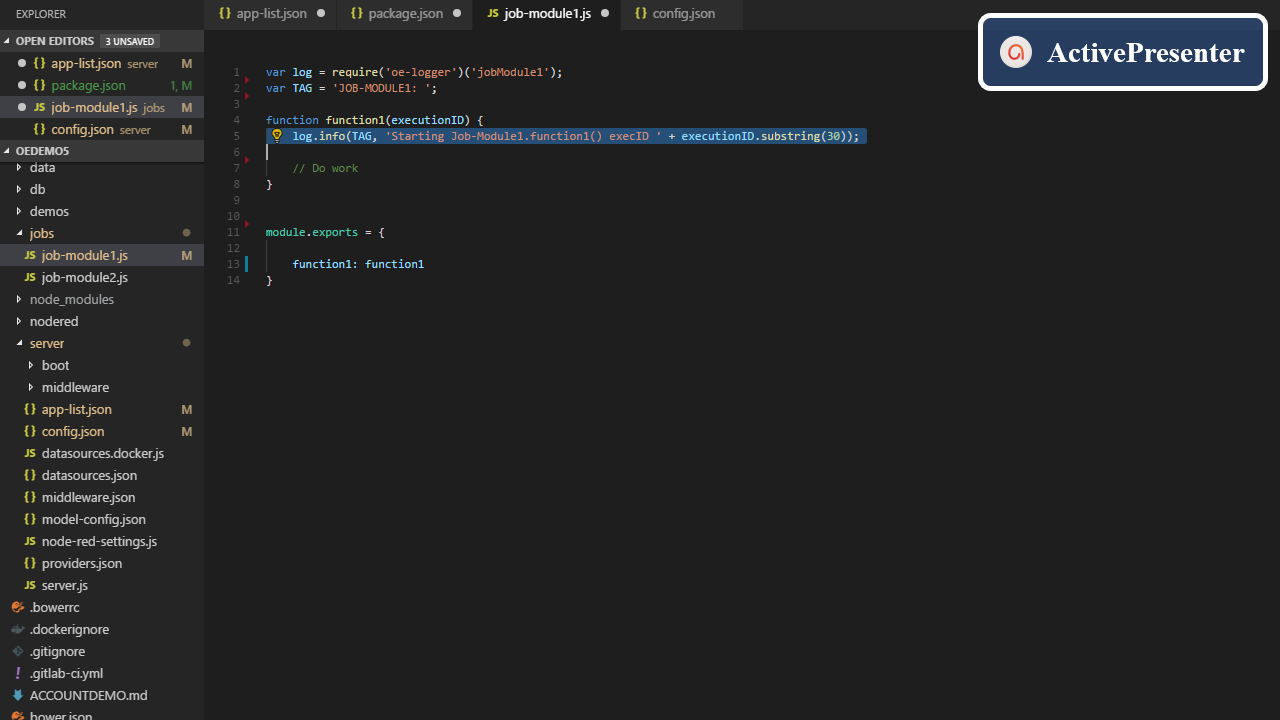 EXPLORER
OPEN EDITORS 3 UNSAVED
app-list.json server M
package.json 1, M
JS job-module1.js jobs M
config.json server
OEDEMO5
data
db
demos
jobs
JS job-module1.js M
JS job-module2.js
node_modules
nodered
server
boot
middleware
{} app-list.json M
{} config.json M
JS datasources.docker.js
{} datasources.json
{} middleware.json
{} model-config.json
JS node-red-settings.js
{} providers.json
JS server.js
.bowerrc
.dockerignore
.gitignore
! .gitlab-ci.yml
ACCOUNTDEMO.md
bower.json
{} app-list.json
{} package.json
JS job-module1.js
{} config.json
1 var log = require('oe-logger')('jobModule1');
2 var TAG = 'JOB-MODULE1: ';
3
4 function function1(executionID) {
5 log.info(TAG, 'Starting Job-Module1.function1() execID ' + executionID.substring(30));
6
7 // Do work
8 }
9
10
11 module.exports = {
12
13 function1: function1
14 }
ActivePresenter